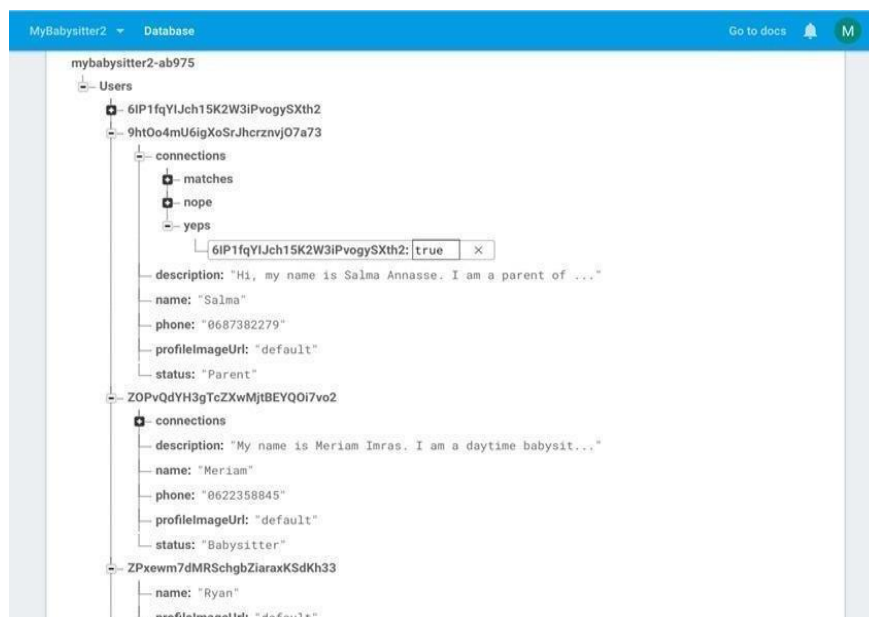 MyBabysitter2 Database Go to docs M
mybabysitter2-ab975
Users
6IP1fqYIJch15K2W3iPvogySXth2
9htOo4mU6igXoSrJhcrznvjO7a73
connections
matches
nope
yeps
6IP1fqYIJch15K2W3iPvogySXth2: true ×
description: "Hi, my name is Salma Annasse. I am a parent of ..."
name: "Salma"
phone: "0687382279"
profileImageUrl: "default"
status: "Parent"
ZOPvQdYH3gTcZXwMjtBEYQOi7vo2
connections
description: "My name is Meriam Imras. I am a daytime babysit..."
name: "Meriam"
phone: "0622358845"
profileImageUrl: "default"
status: "Babysitter"
ZPxewm7dMRSchgbZiaraxKSdKh33
name: "Ryan"
profileImageUrl: "default"